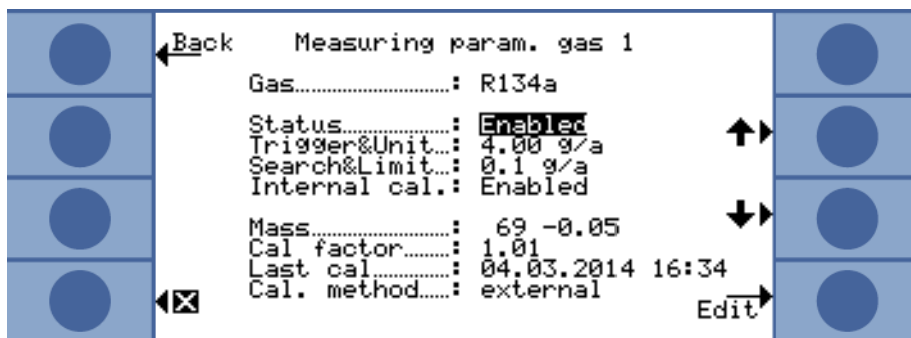 Back Measuring param. gas 1
Gas............................: R134a
Status...................: Enabled
Trigger&Unit...: 4.00 g/a
Search&Limit...: 0.1 g/a
Internal cal.: Enabled
Mass.........................: 69 -0.05
Cal factor........: 1.01
Last cal..............: 04.03.2014 16:34
Cal. method.....: external
Edit